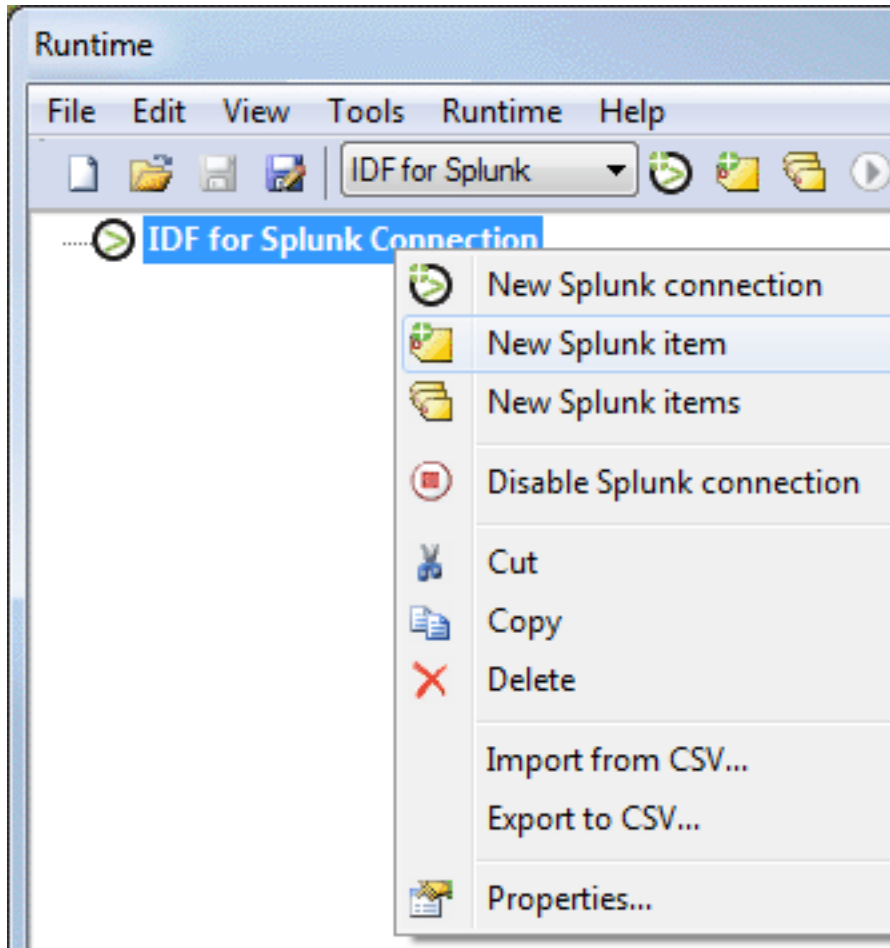 Runtime
File Edit View Tools Runtime Help
IDF for Splunk
IDF for Splunk Connection
New Splunk connection
New Splunk item
New Splunk items
Disable Splunk connection
Cut
Copy
Delete
Import from CSV...
Export to CSV...
Properties...